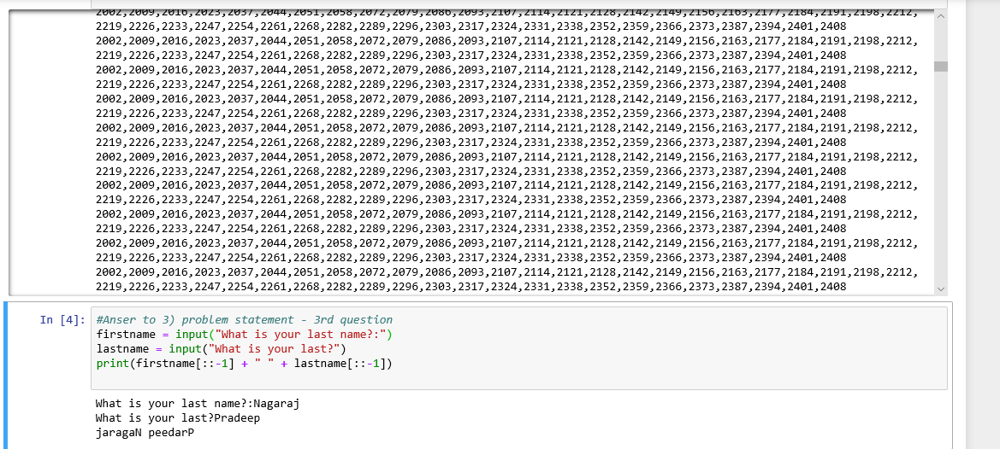 2002,2009,2016,2023,2037,2044,2051,2058,2072,2079,2086,2093,2107,2114,2121,2128,2142,2149,2156,2163,2177,2184,2191,2198,2212,
2219,2226,2233,2247,2254,2261,2268,2282,2289,2296,2303,2317,2324,2331,2338,2352,2359,2366,2373,2387,2394,2401,2408
2002,2009,2016,2023,2037,2044,2051,2058,2072,2079,2086,2093,2107,2114,2121,2128,2142,2149,2156,2163,2177,2184,2191,2198,2212,
2219,2226,2233,2247,2254,2261,2268,2282,2289,2296,2303,2317,2324,2331,2338,2352,2359,2366,2373,2387,2394,2401,2408
2002,2009,2016,2023,2037,2044,2051,2058,2072,2079,2086,2093,2107,2114,2121,2128,2142,2149,2156,2163,2177,2184,2191,2198,2212,
2219,2226,2233,2247,2254,2261,2268,2282,2289,2296,2303,2317,2324,2331,2338,2352,2359,2366,2373,2387,2394,2401,2408
2002,2009,2016,2023,2037,2044,2051,2058,2072,2079,2086,2093,2107,2114,2121,2128,2142,2149,2156,2163,2177,2184,2191,2198,2212,
2219,2226,2233,2247,2254,2261,2268,2282,2289,2296,2303,2317,2324,2331,2338,2352,2359,2366,2373,2387,2394,2401,2408
2002,2009,2016,2023,2037,2044,2051,2058,2072,2079,2086,2093,2107,2114,2121,2128,2142,2149,2156,2163,2177,2184,2191,2198,2212,
2219,2226,2233,2247,2254,2261,2268,2282,2289,2296,2303,2317,2324,2331,2338,2352,2359,2366,2373,2387,2394,2401,2408
2002,2009,2016,2023,2037,2044,2051,2058,2072,2079,2086,2093,2107,2114,2121,2128,2142,2149,2156,2163,2177,2184,2191,2198,2212,
2219,2226,2233,2247,2254,2261,2268,2282,2289,2296,2303,2317,2324,2331,2338,2352,2359,2366,2373,2387,2394,2401,2408
2002,2009,2016,2023,2037,2044,2051,2058,2072,2079,2086,2093,2107,2114,2121,2128,2142,2149,2156,2163,2177,2184,2191,2198,2212,
2219,2226,2233,2247,2254,2261,2268,2282,2289,2296,2303,2317,2324,2331,2338,2352,2359,2366,2373,2387,2394,2401,2408
2002,2009,2016,2023,2037,2044,2051,2058,2072,2079,2086,2093,2107,2114,2121,2128,2142,2149,2156,2163,2177,2184,2191,2198,2212,
2219,2226,2233,2247,2254,2261,2268,2282,2289,2296,2303,2317,2324,2331,2338,2352,2359,2366,2373,2387,2394,2401,2408
2002,2009,2016,2023,2037,2044,2051,2058,2072,2079,2086,2093,2107,2114,2121,2128,2142,2149,2156,2163,2177,2184,2191,2198,2212,
2219,2226,2233,2247,2254,2261,2268,2282,2289,2296,2303,2317,2324,2331,2338,2352,2359,2366,2373,2387,2394,2401,2408
2002,2009,2016,2023,2037,2044,2051,2058,2072,2079,2086,2093,2107,2114,2121,2128,2142,2149,2156,2163,2177,2184,2191,2198,2212,
2219,2226,2233,2247,2254,2261,2268,2282,2289,2296,2303,2317,2324,2331,2338,2352,2359,2366,2373,2387,2394,2401,2408
In [4]: #Anser to 3) problem statement - 3rd question
firstname = input("What is your last name?:")
lastname = input("What is your last?")
print(firstname[::-1] + " " + lastname[::-1])
What is your last name?:Nagaraj
What is your last?Pradeep
jaragaN peedarP